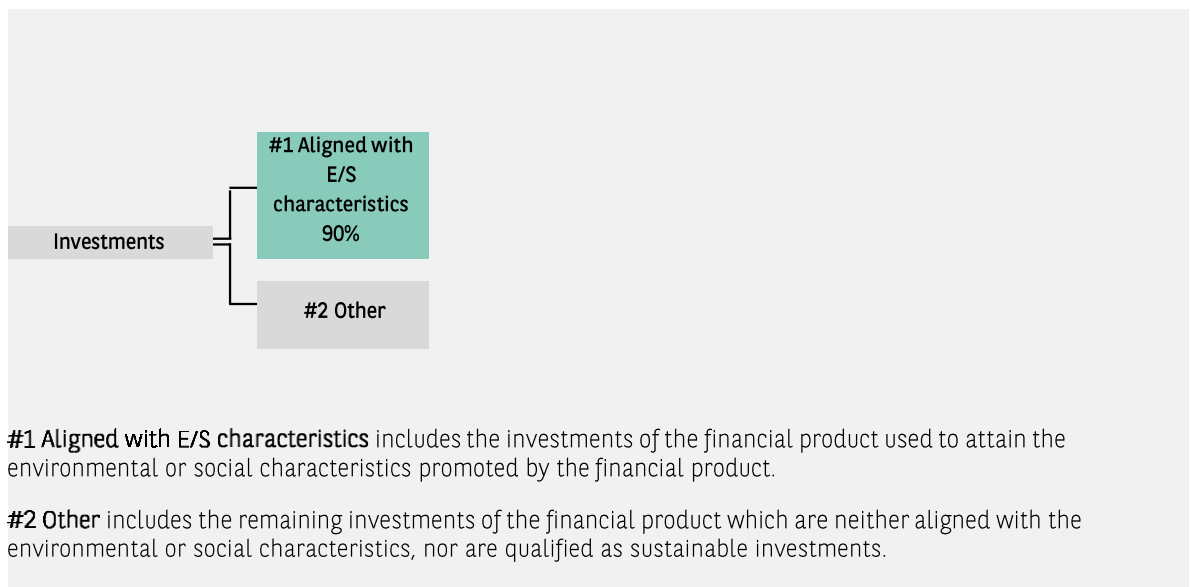 #1 Aligned with
E/S
characteristics
90%
Investments
#2 Other
#1 Aligned with E/S characteristics includes the investments of the financial product used to attain the
environmental or social characteristics promoted by the financial product.
#2 Other includes the remaining investments of the financial product which are neither aligned with the
environmental or social characteristics, nor are qualified as sustainable investments.